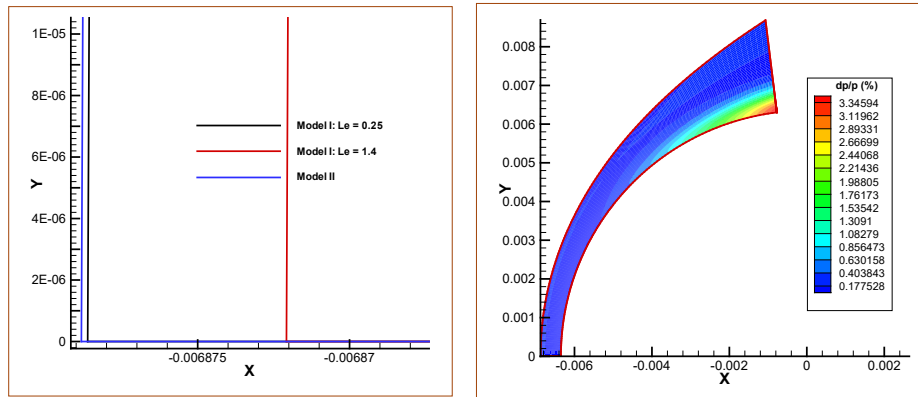 1E-05
8E-06
6E-06
4E-06
2E-06
0
Y
-0.006875
-0.00687
X
Model I: Le = 0.25
Model I: Le = 1.4
Model II
0.008
0.007
0.006
0.005
0.004
0.003
0.002
0.001
0
Y
-0.006
-0.004
-0.002
0
0.002
X
dp/p (%)
3.34594
3.11962
2.89331
2.66699
2.44068
2.21436
1.98805
1.76173
1.53542
1.3091
1.08279
0.856473
0.630158
0.403843
0.177528